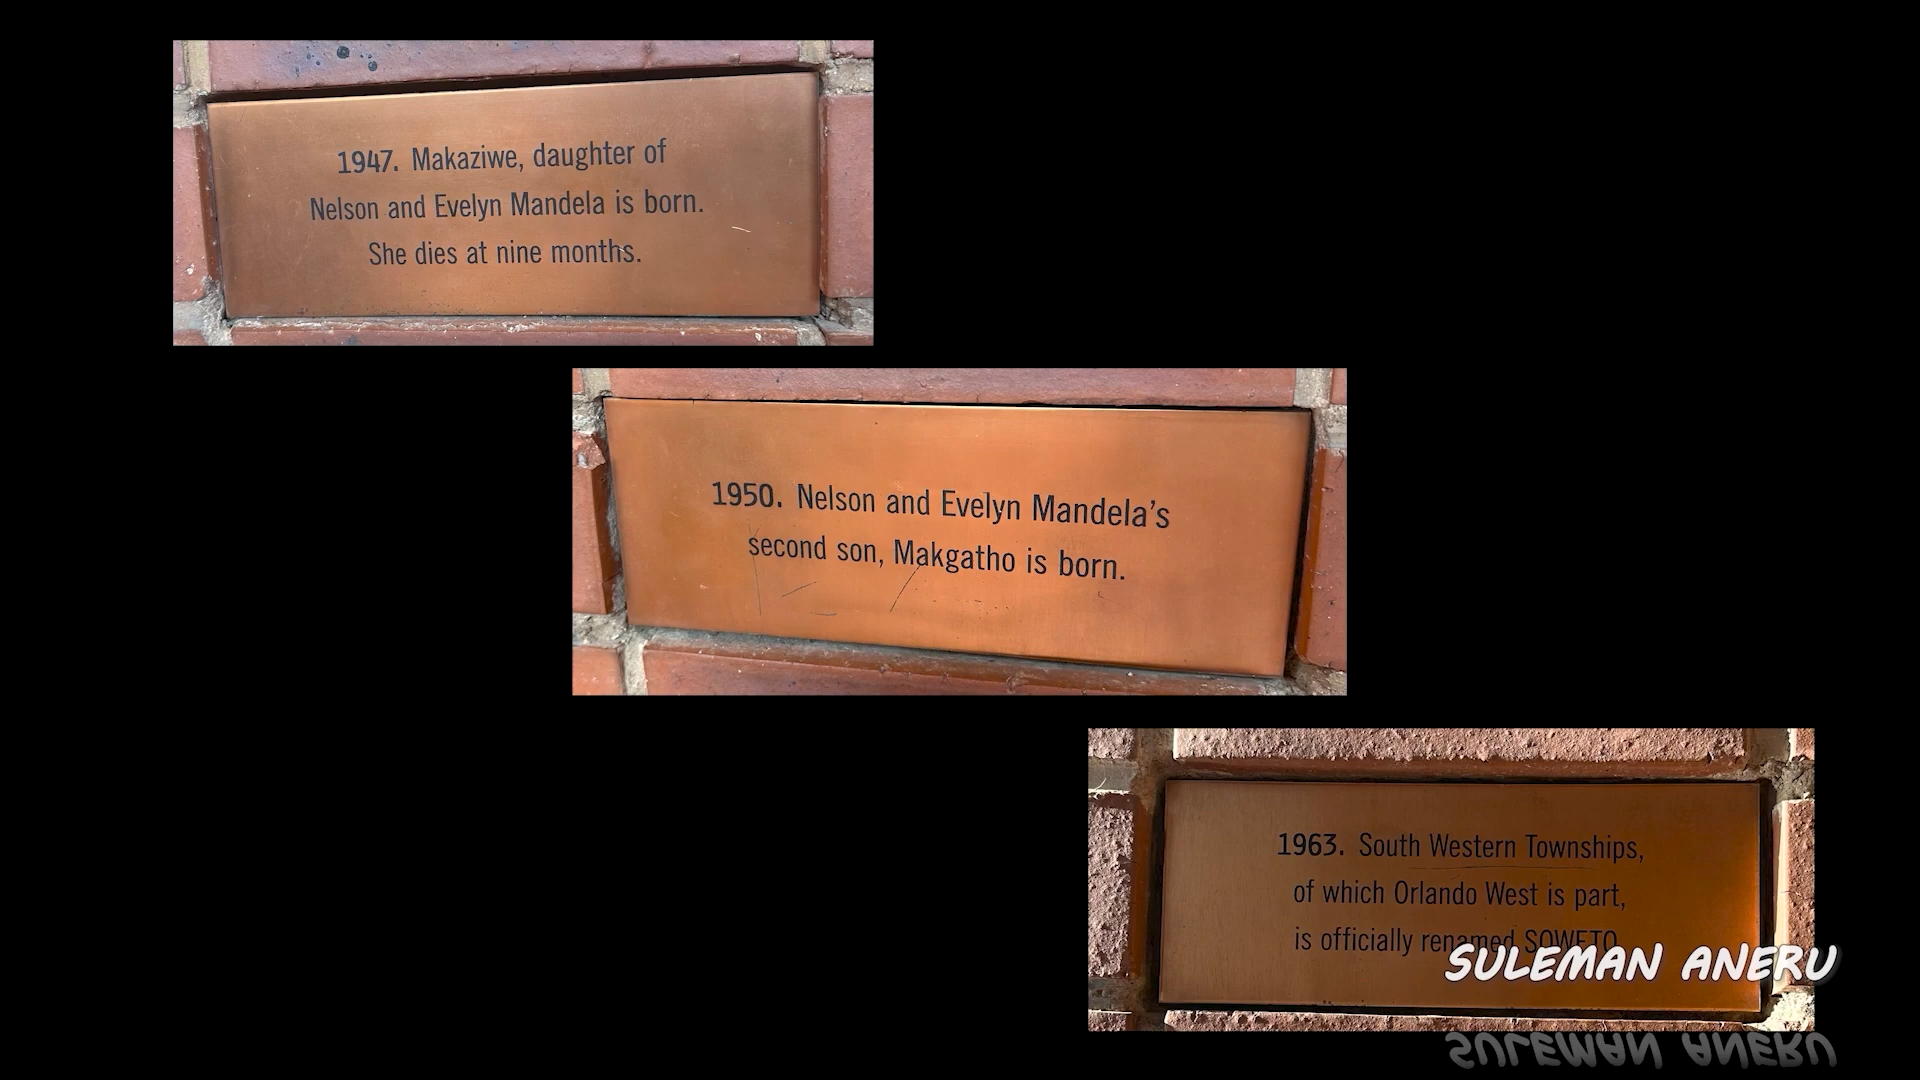 1947. Makaziwe, daughter of
Nelson and Evelyn Mandela is born.
She dies at nine months.
1950. Nelson and Evelyn Mandela's
second son, Makgatho is born.
1963. South Western Townships,
of which Orlando West is part,
is officially renamed SOWETO
SULEMAN ANERU